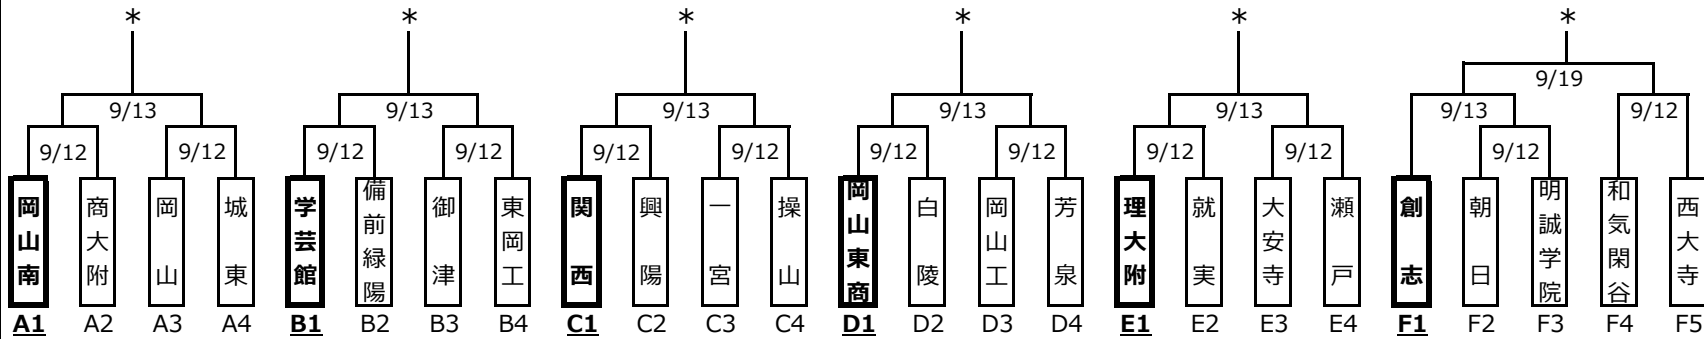 * * * * * *
9/19
9/13 9/13 9/13 9/13 9/13 9/13 9/12
9/12 9/12 9/12 9/12 9/12 9/12 9/12 9/12 9/12 9/12 9/12
岡山南
商大附
岡山
城東
学芸館
備前緑陽
御津
東岡工
関西
興陽
一宮
操山
岡山東商
白陵
岡山工
芳泉
理大附
就実
大安寺
瀬戸
創志
朝日
明誠学院
和気閑谷
西大寺
A1 A2 A3 A4 B1 B2 B3 B4 C1 C2 C3 C4 D1 D2 D3 D4 E1 E2 E3 E4 F1 F2 F3 F4 F5